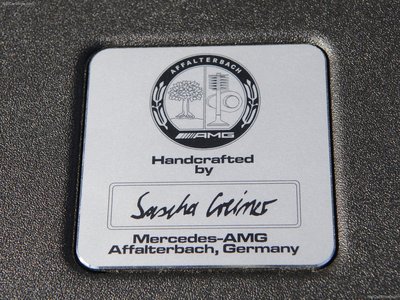 AFFALTERBACH
AMG
Handcrafted
by
Sascha Greiner
Mercedes-AMG
Affalterbach, Germany